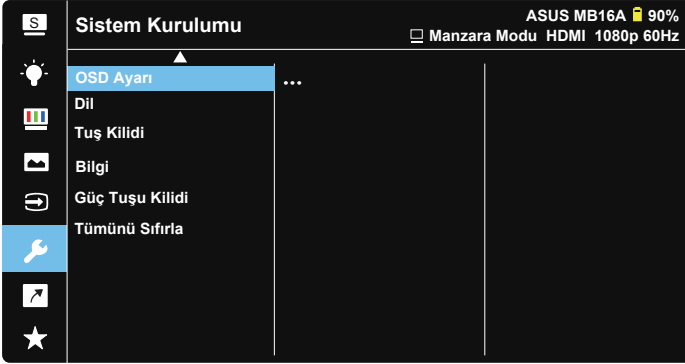 S
Sistem Kurulumu
ASUS MB16A 90%
Manzara Modu HDMI 1080p 60Hz
OSD Ayarı
...
Dil
Tuş Kilidi
Bilgi
Güç Tuşu Kilidi
Tümünü Sıfırla